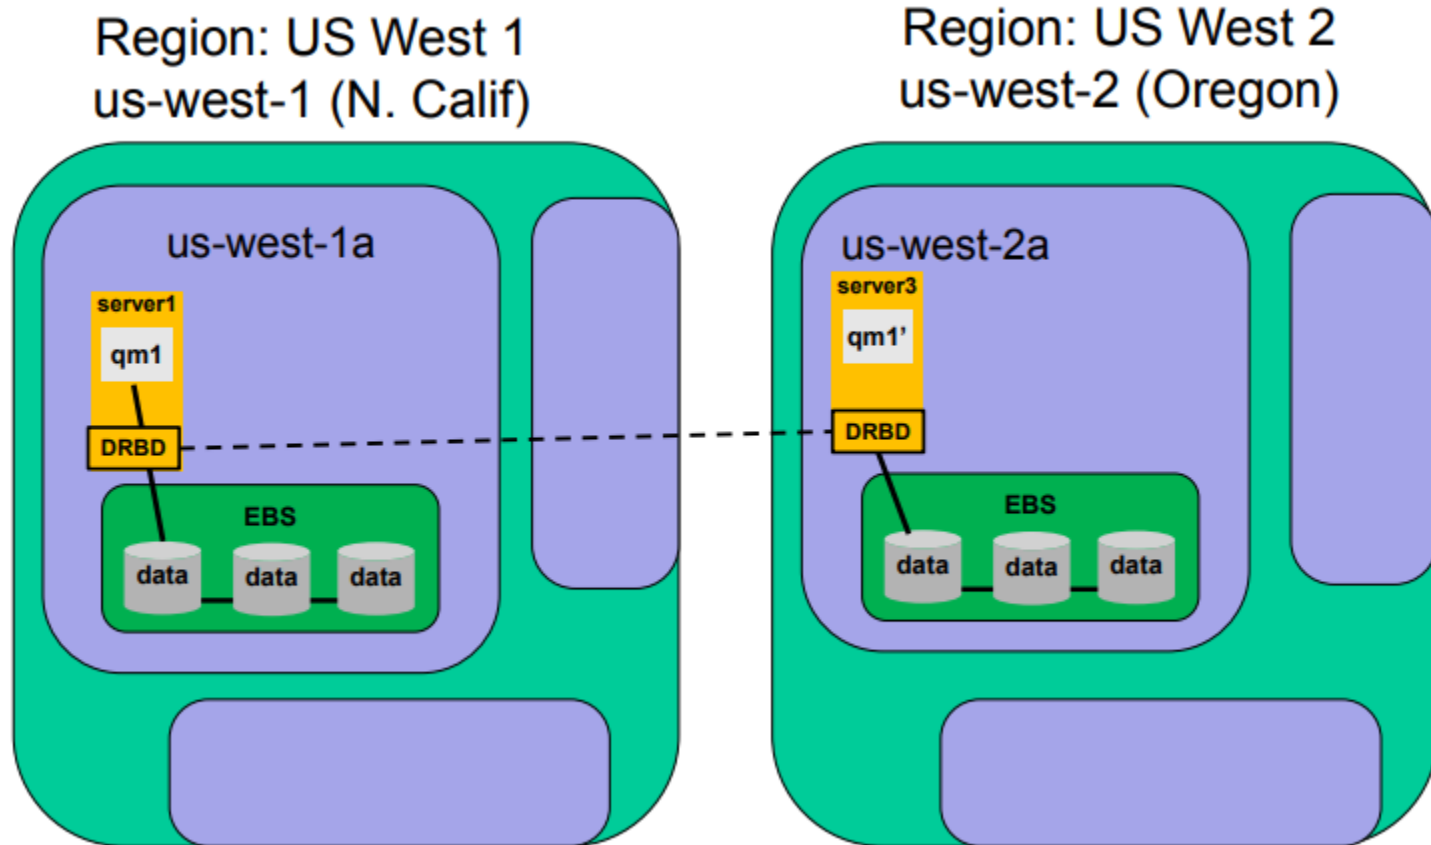 Region: US West 1
us-west-1 (N. Calif)
us-west-1a
server1
qm1
DRBD
EBS
data
data
data
Region: US West 2
us-west-2 (Oregon)
us-west-2a
server3
qm1’
DRBD
EBS
data
data
data